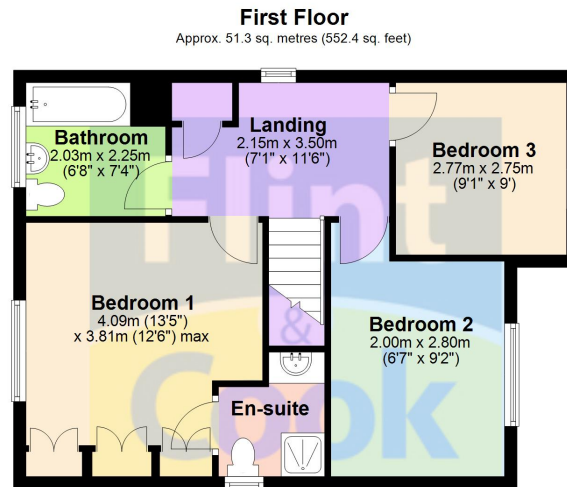 First Floor
Approx. 51.3 sq. metres (552.4 sq. feet)
Bathroom
2.03m x 2.25m
(6'8" x 7'4")
Landing
2.15m x 3.50m
(7'1" x 11'6")
Bedroom 3
2.77m x 2.75m
(9'1" x 9')
Bedroom 1
4.09m (13'5")
x 3.81m (12'6") max
Bedroom 2
2.00m x 2.80m
(6'7" x 9'2")
En-suite
Flint
&
Cook